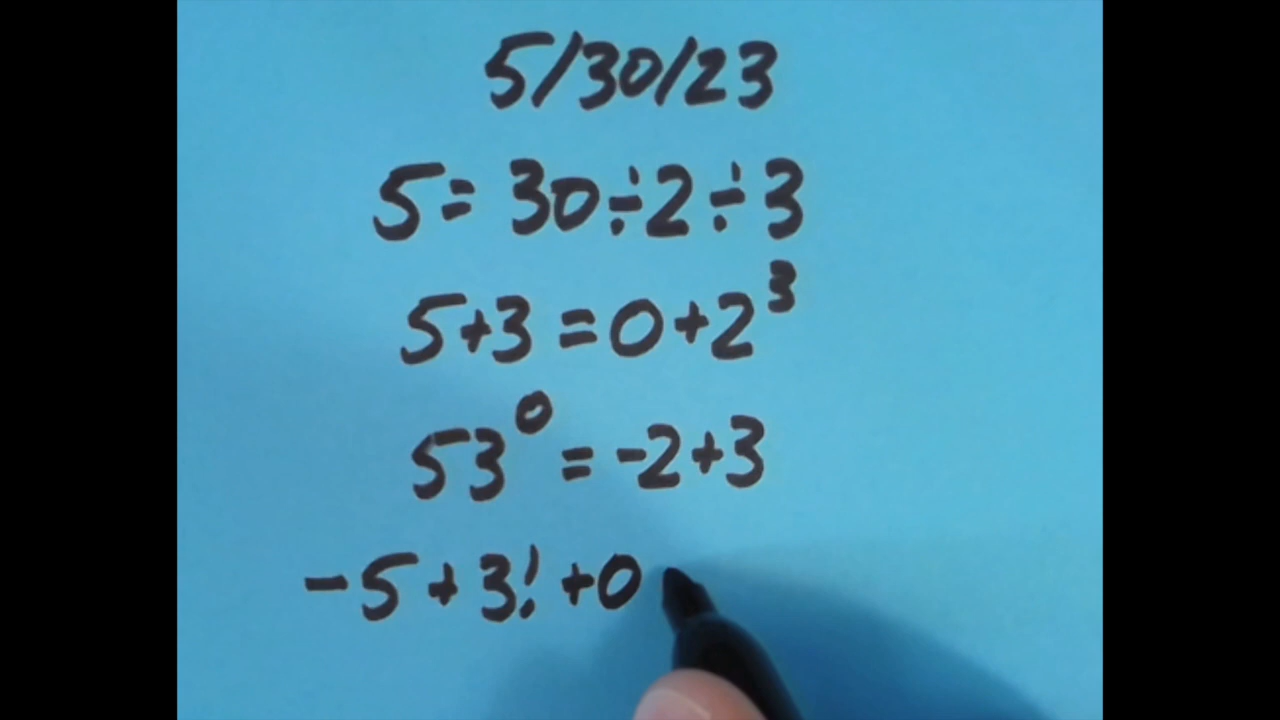 5/30/23
5 = 30 ÷ 2 ÷ 3
5 + 3 = 0 + 2³
53⁰ = -2 + 3
-5 + 3! + 0